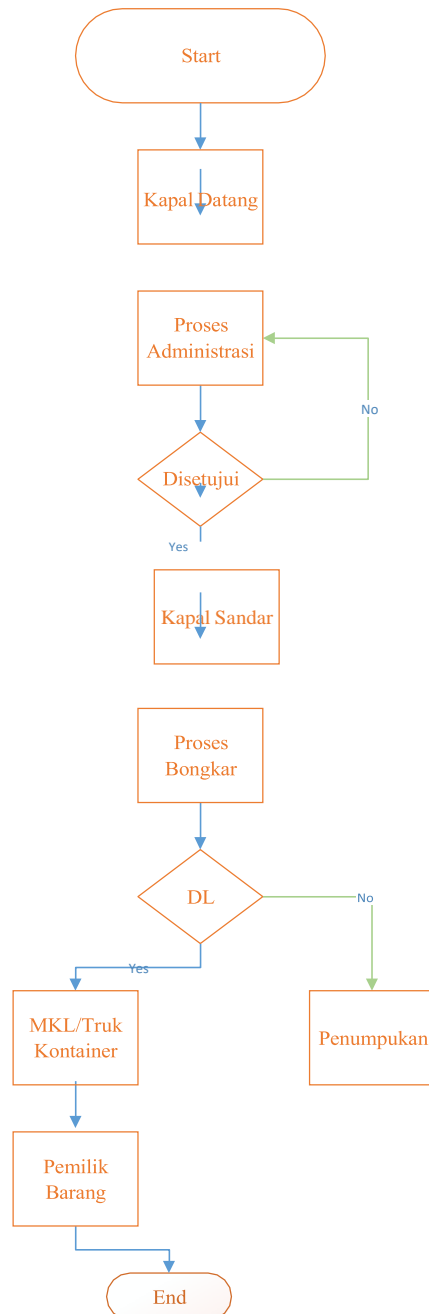 Start
Kapal Datang
Proses
Administrasi
No
Disetujui
Yes
Kapal Sandar
Proses
Bongkar
DL
No
Yes
MKL/Truk
Kontainer
Penumpukan
Pemilik
Barang
End